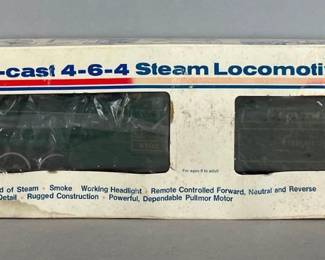 -cast 4-6-4 Steam Locomoti
For ages 8 to adult
d of Steam · Smoke Working Headlight · Remote Controlled Forward, Neutral and Reverse
Detail · Rugged Construction · Powerful, Dependable Pullmor Motor